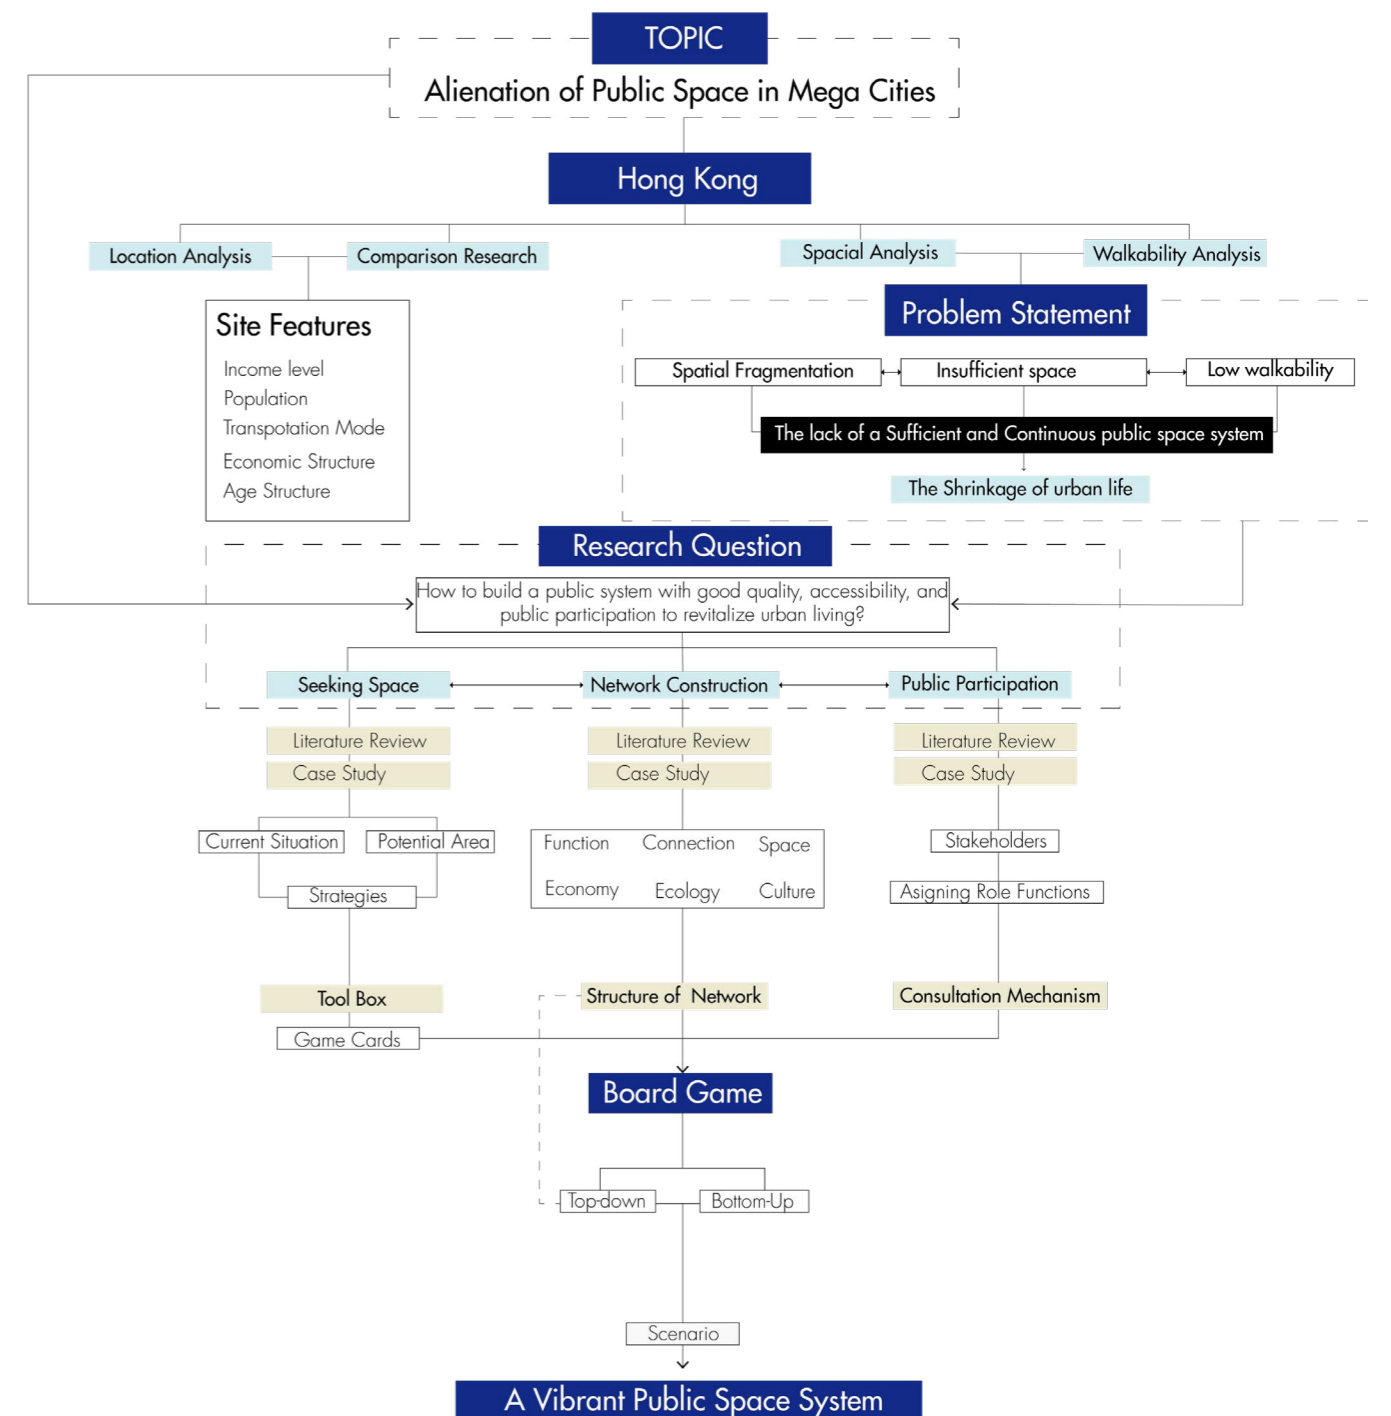 TOPIC
Alienation of Public Space in Mega Cities
Hong Kong
Location Analysis
Comparison Research
Spacial Analysis
Walkability Analysis
Site Features
Income level
Population
Transpotation Mode
Economic Structure
Age Structure
Problem Statement
Spatial Fragmentation
Insufficient space
Low walkability
The lack of a Sufficient and Continuous public space system
The Shrinkage of urban life
Research Question
How to build a public system with good quality, accessibility, and
public participation to revitalize urban living?
Seeking Space
Network Construction
Public Participation
Literature Review
Literature Review
Literature Review
Case Study
Case Study
Case Study
Current Situation
Potential Area
Strategies
Function
Connection
Space
Economy
Ecology
Culture
Stakeholders
Asigning Role Functions
Tool Box
Structure of Network
Consultation Mechanism
Game Cards
Board Game
Top-down
Bottom-Up
Scenario
A Vibrant Public Space System